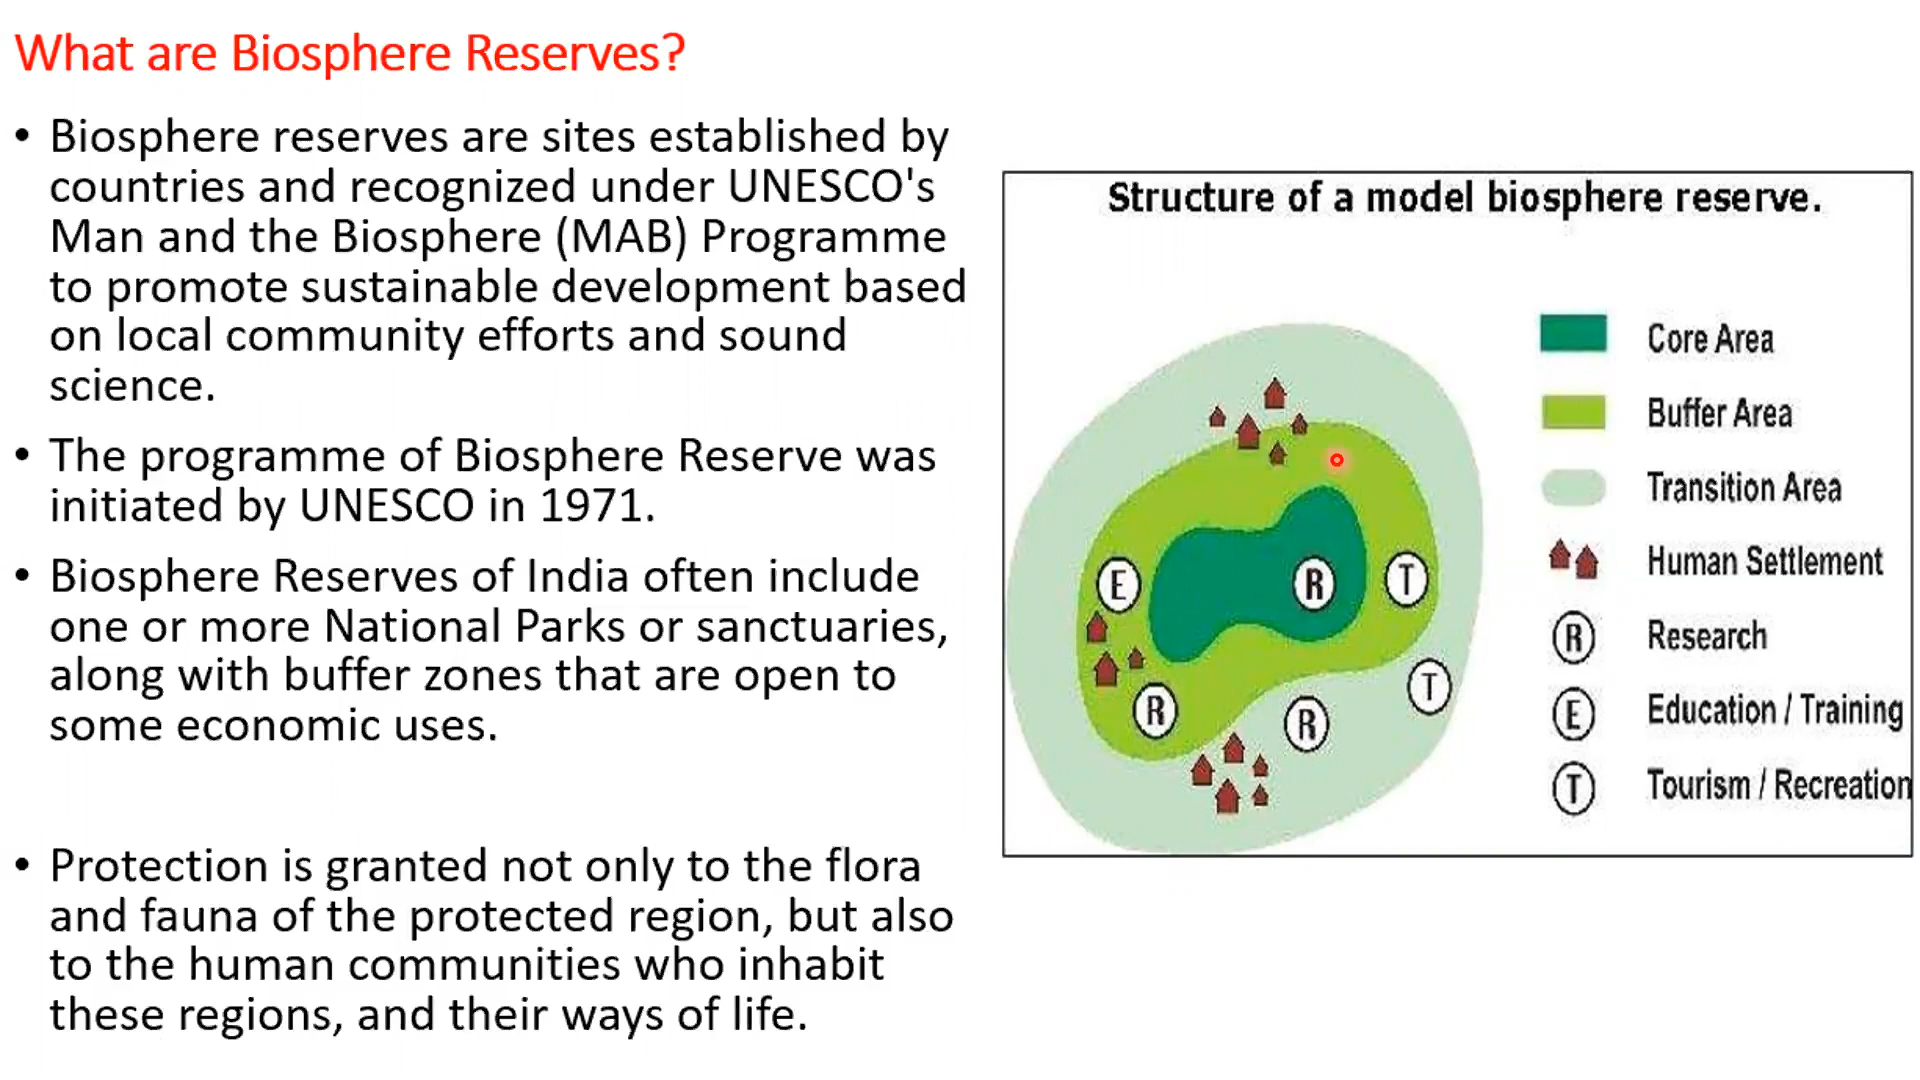 What are Biosphere Reserves?
• Biosphere reserves are sites established by
countries and recognized under UNESCO's
Man and the Biosphere (MAB) Programme
to promote sustainable development based
on local community efforts and sound
science.
• The programme of Biosphere Reserve was
initiated by UNESCO in 1971.
• Biosphere Reserves of India often include
one or more National Parks or sanctuaries,
along with buffer zones that are open to
some economic uses.
• Protection is granted not only to the flora
and fauna of the protected region, but also
to the human communities who inhabit
these regions, and their ways of life.
Structure of a model biosphere reserve.
E
R
T
R
R
T
Core Area
Buffer Area
Transition Area
Human Settlement
R Research
E Education / Training
T Tourism / Recreation